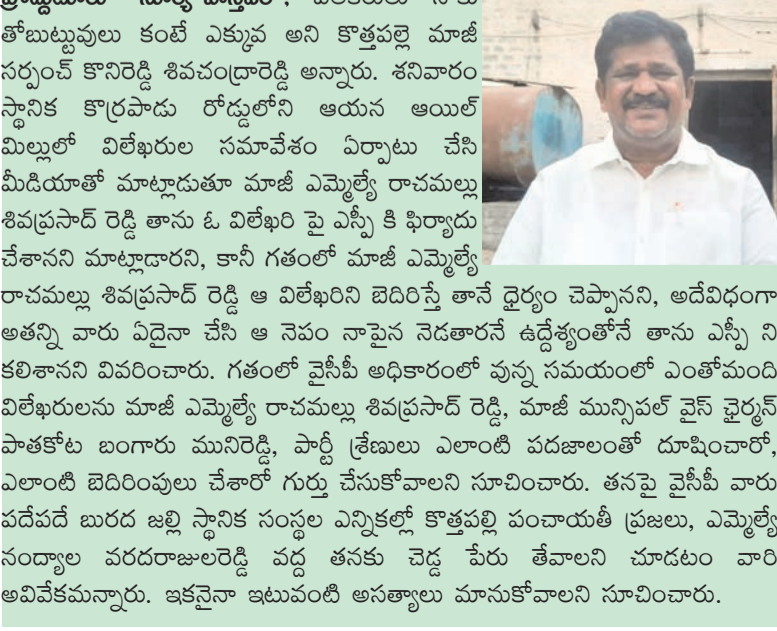 ప్రొద్దుటూరు సూర్య
తోబుట్టువులు కంటే ఎక్కువ అని కొత్తపల్లె మాజీ
సర్పంచ్ కొనిరెడ్డి శివచంద్రారెడ్డి అన్నారు. శనివారం
స్థానిక కొర్రపాడు రోడ్డులోని ఆయన ఆయిల్
మిల్లులో విలేఖరుల సమావేశం ఏర్పాటు చేసి
మీడియాతో మాట్లాడుతూ మాజీ ఎమ్మెల్యే రాచమల్లు
శివప్రసాద్ రెడ్డి తాను ఓ విలేఖరి పై ఎస్పీ కి ఫిర్యాదు
చేశానని మాట్లాడారని, కానీ గతంలో మాజీ ఎమ్మెల్యే
రాచమల్లు శివప్రసాద్ రెడ్డి ఆ విలేఖరిని బెదిరిస్తే తానే ధైర్యం చెప్పానని, అదేవిధంగా
అతన్ని వారు ఏదైనా చేసి ఆ నెపం నాపైన నెడతారనే ఉద్దేశ్యంతోనే తాను ఎస్పీ ని
కలిశానని వివరించారు. గతంలో వైసీపీ అధికారంలో వున్న సమయంలో ఎంతోమంది
విలేఖరులను మాజీ ఎమ్మెల్యే రాచమల్లు శివప్రసాద్ రెడ్డి, మాజీ మున్సిపల్ వైస్ ఛైర్మన్
పాతకోట బంగారు మునిరెడ్డి, పార్టీ శ్రేణులు ఎలాంటి పదజాలంతో దూషించారో,
ఎలాంటి బెదిరింపులు చేశారో గుర్తు చేసుకోవాలని సూచించారు. తనపై వైసీపీ వారు
పదేపదే బురద జల్లి స్థానిక సంస్థల ఎన్నికల్లో కొత్తపల్లి పంచాయతీ ప్రజలు, ఎమ్మెల్యే
నంద్యాల వరదరాజులరెడ్డి వద్ద తనకు చెడ్డ పేరు తేవాలని చూడటం వారి
అవివేకమన్నారు. ఇకనైనా ఇటువంటి అసత్యాలు మానుకోవాలని సూచించారు.